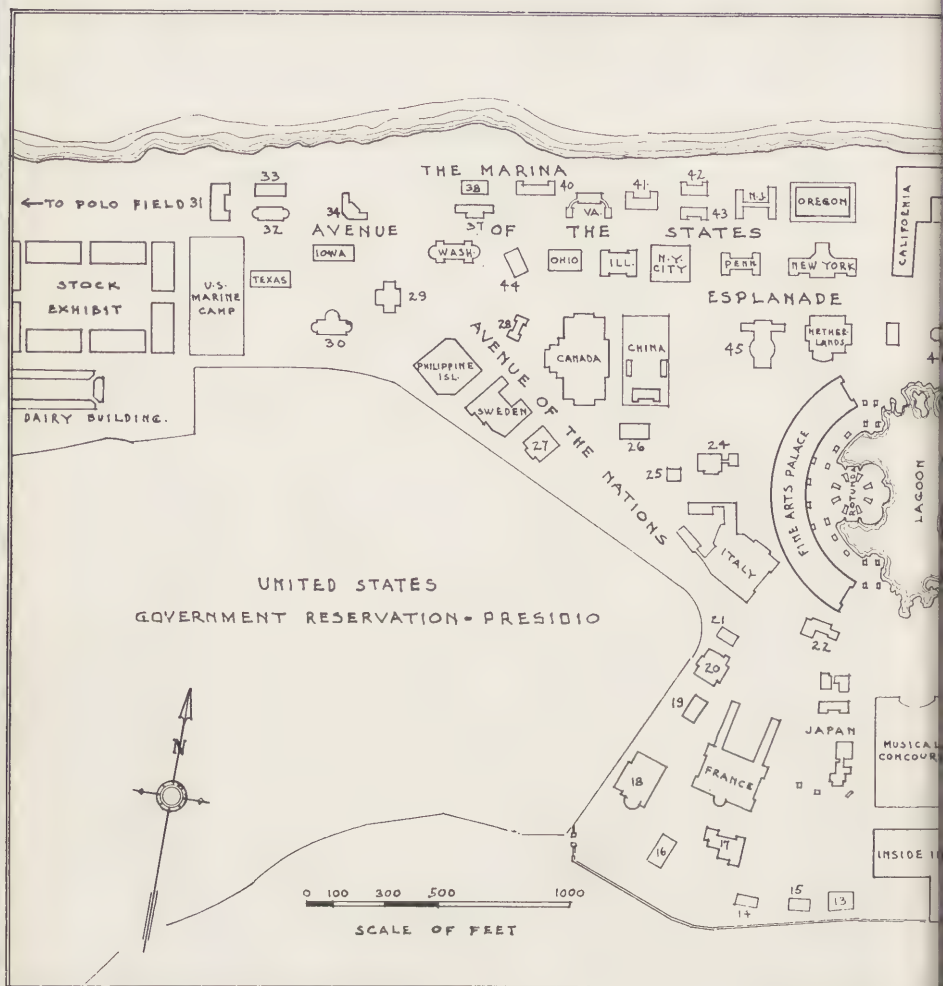 THE MARINA
←TO POLO FIELD
31
33
32
34
38
37
40
VA.
41
42
43
N.J.
OREGON
CALIFORNIA
AVENUE OF THE STATES
STOCK
EXHIBIT
U.S.
MARINE
CAMP
TEXAS
IOWA
WASH.
44
OHIO
ILL.
N.Y.
CITY
PENN
NEW YORK
29
30
ESPLANADE
28
AVENUE OF THE NATIONS
PHILIPPINE
ISL.
SWEDEN
CANADA
CHINA
45
NETHER-
LANDS
DAIRY BUILDING.
27
26
25
24
FINE ARTS PALACE
ROTUNDA
LAGOON
ITALY
UNITED STATES
GOVERNMENT RESERVATION - PRESIDIO
21
22
20
19
JAPAN
MUSICAL
CONCOUR
18
FRANCE
N
16
17
INSIDE
14
15
13
0 100 300 500 1000
SCALE OF FEET